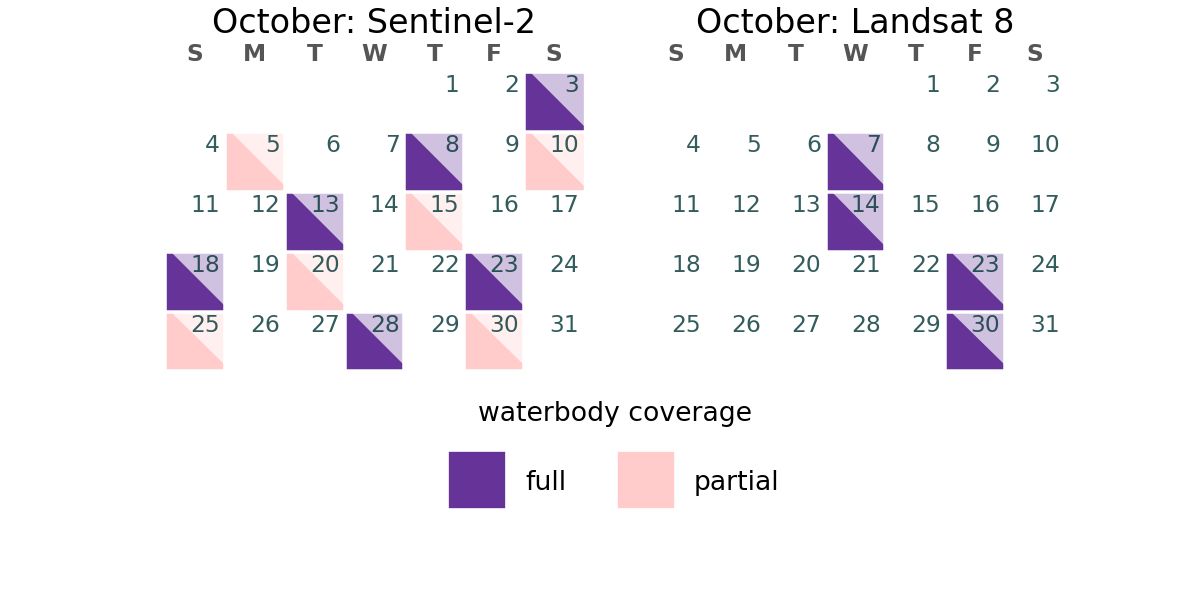 October: Sentinel-2
S M T W T F S
1 2 3
4 5 6 7 8 9 10
11 12 13 14 15 16 17
18 19 20 21 22 23 24
25 26 27 28 29 30 31
October: Landsat 8
S M T W T F S
1 2 3
4 5 6 7 8 9 10
11 12 13 14 15 16 17
18 19 20 21 22 23 24
25 26 27 28 29 30 31
waterbody coverage
full partial